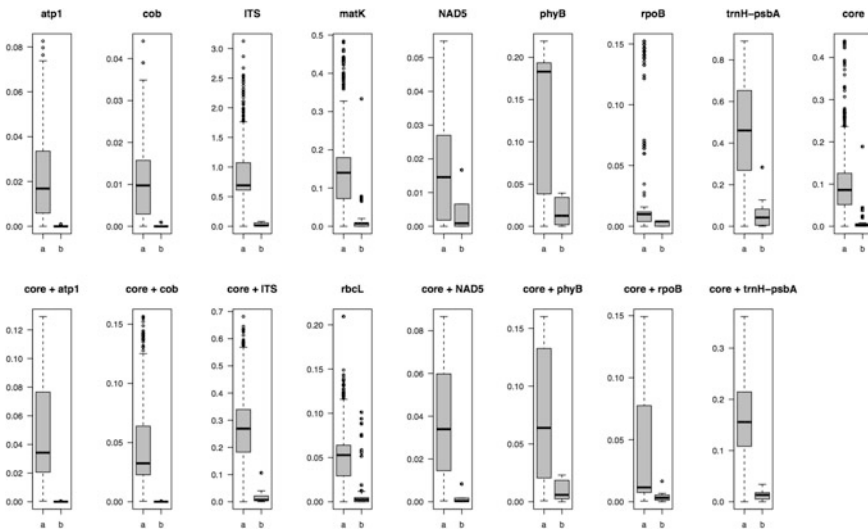 atp1 cob ITS matK NAD5 phyB rpoB trnH−psbA core
0.08 0.06 0.04 0.02 0.00
0.04 0.03 0.02 0.01 0.00
3.0 2.5 2.0 1.5 1.0 0.5 0.0
0.5 0.4 0.3 0.2 0.1 0.0
0.05 0.04 0.03 0.02 0.01 0.00
0.20 0.15 0.10 0.05 0.00
0.15 0.10 0.05 0.00
0.8 0.6 0.4 0.2 0.0
0.4 0.3 0.2 0.1 0.0
a b a b a b a b a b a b a b a b a b
core + atp1 core + cob core + ITS rbcL core + NAD5 core + phyB core + rpoB core + trnH−psbA
0.12 0.10 0.08 0.06 0.04 0.02 0.00
0.15 0.10 0.05 0.00
0.7 0.6 0.5 0.4 0.3 0.2 0.1 0.0
0.20 0.15 0.10 0.05 0.00
0.08 0.06 0.04 0.02 0.00
0.15 0.10 0.05 0.00
0.15 0.10 0.05 0.00
0.3 0.2 0.1 0.0
a b a b a b a b a b a b a b a b